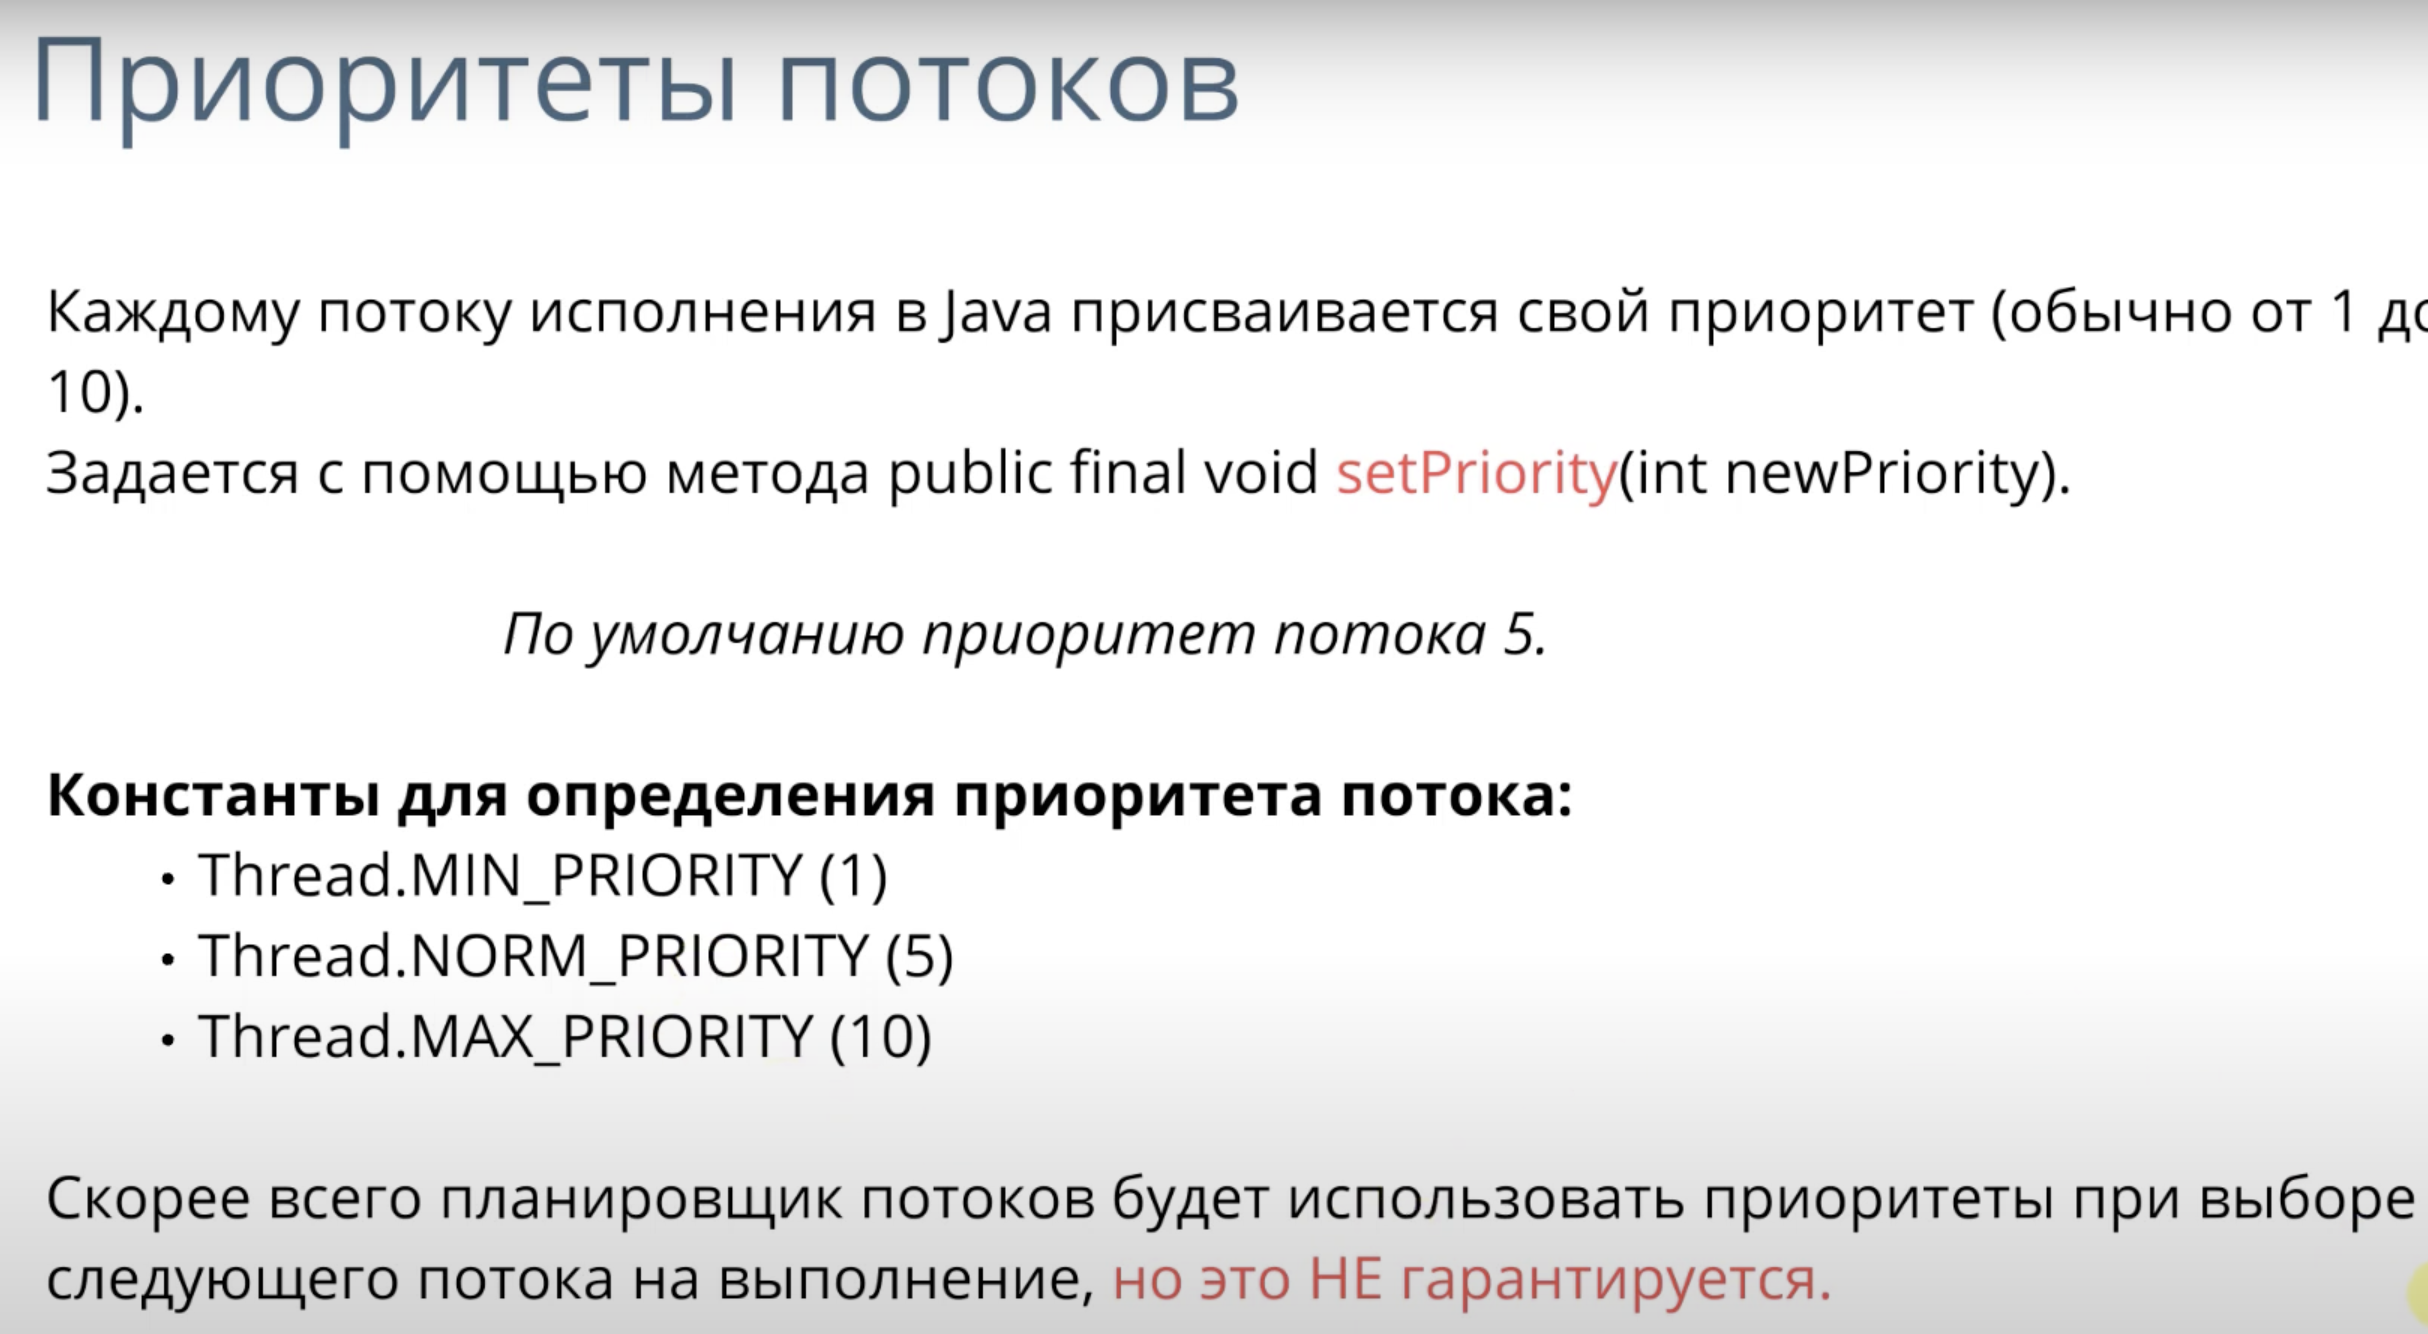 Приоритеты потоков
Каждому потоку исполнения в Java присваивается свой приоритет (обычно от 1 до
10).
Задается с помощью метода public final void setPriority(int newPriority).
По умолчанию приоритет потока 5.
Константы для определения приоритета потока:
• Thread.MIN_PRIORITY (1)
• Thread.NORM_PRIORITY (5)
• Thread.MAX_PRIORITY (10)
Скорее всего планировщик потоков будет использовать приоритеты при выборе
следующего потока на выполнение, но это НЕ гарантируется.